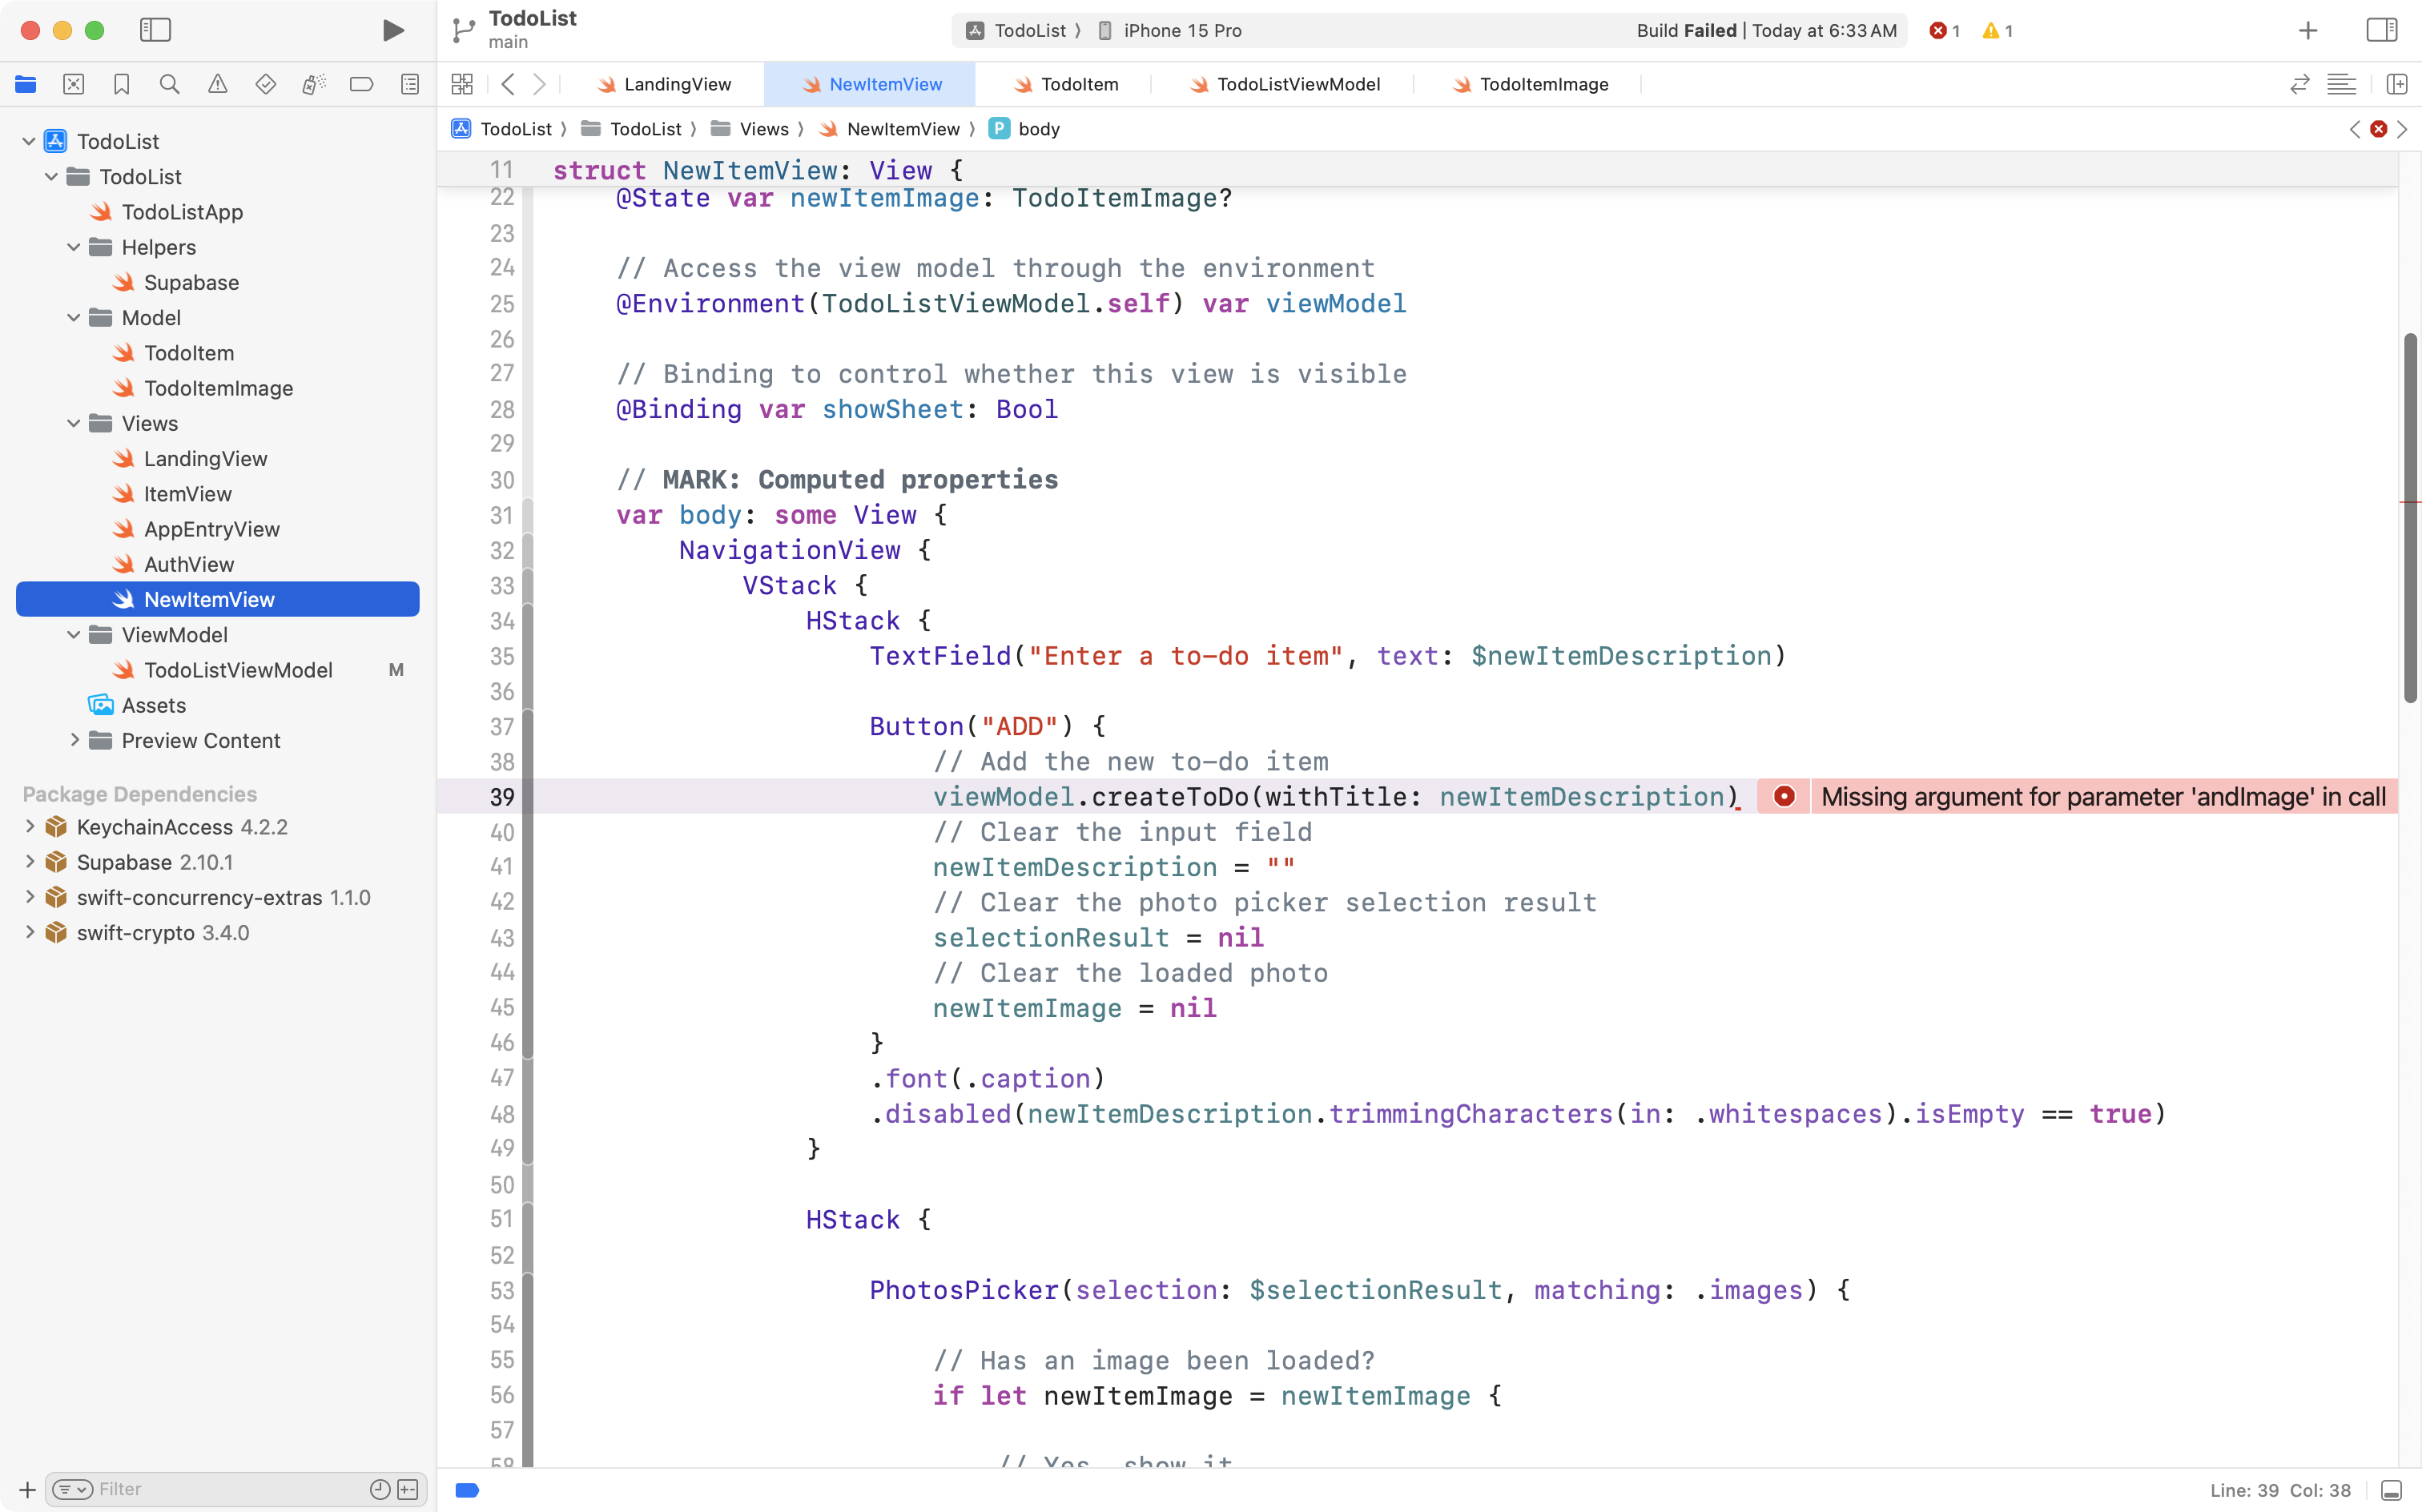 TodoList
main
TodoList ⟩ iPhone 15 Pro
Build Failed | Today at 6:33 AM
1
1
LandingView
NewItemView
TodoItem
TodoListViewModel
TodoItemImage
TodoList ⟩ TodoList ⟩ Views ⟩ NewItemView ⟩ P body
TodoList
TodoList
TodoListApp
Helpers
Supabase
Model
TodoItem
TodoItemImage
Views
LandingView
ItemView
AppEntryView
AuthView
NewItemView
ViewModel
TodoListViewModel M
Assets
Preview Content
Package Dependencies
KeychainAccess 4.2.2
Supabase 2.10.1
swift-concurrency-extras 1.1.0
swift-crypto 3.4.0
Filter
11 struct NewItemView: View {
22 @State var newItemImage: TodoItemImage?
23
24 // Access the view model through the environment
25 @Environment(TodoListViewModel.self) var viewModel
26
27 // Binding to control whether this view is visible
28 @Binding var showSheet: Bool
29
30 // MARK: Computed properties
31 var body: some View {
32 NavigationView {
33 VStack {
34 HStack {
35 TextField("Enter a to-do item", text: $newItemDescription)
36
37 Button("ADD") {
38 // Add the new to-do item
39 viewModel.createToDo(withTitle: newItemDescription) Missing argument for parameter 'andImage' in call
40 // Clear the input field
41 newItemDescription = ""
42 // Clear the photo picker selection result
43 selectionResult = nil
44 // Clear the loaded photo
45 newItemImage = nil
46 }
47 .font(.caption)
48 .disabled(newItemDescription.trimmingCharacters(in: .whitespaces).isEmpty == true)
49 }
50
51 HStack {
52
53 PhotosPicker(selection: $selectionResult, matching: .images) {
54
55 // Has an image been loaded?
56 if let newItemImage = newItemImage {
57
58 // Yes, show it
Line: 39 Col: 38